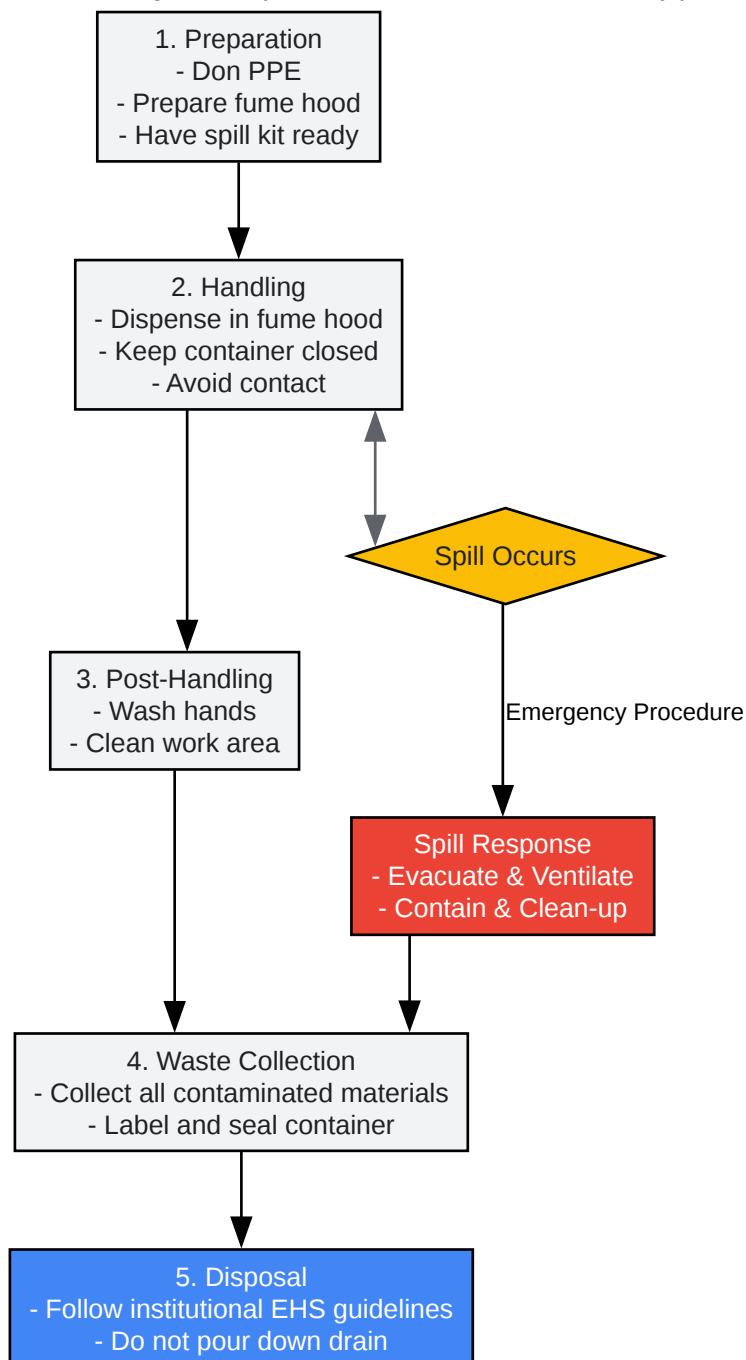 1. Preparation
- Don PPE
- Prepare fume hood
- Have spill kit ready
2. Handling
- Dispense in fume hood
- Keep container closed
- Avoid contact
Spill Occurs
3. Post-Handling
- Wash hands
- Clean work area
Emergency Procedure
Spill Response
- Evacuate & Ventilate
- Contain & Clean-up
4. Waste Collection
- Collect all contaminated materials
- Label and seal container
5. Disposal
- Follow institutional EHS guidelines
- Do not pour down drain